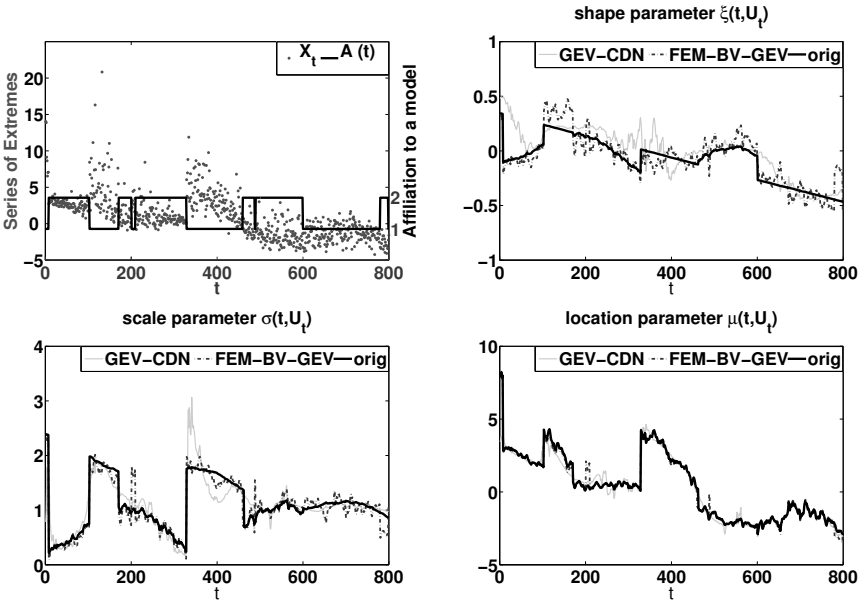 X_t A (t)
Series of Extremes
Affiliation to a model
20
15
10
5
0
−5
2
1
0 200 400 600 800
t
shape parameter ξ(t,U_t)
GEV−CDN FEM−BV−GEV orig
1
0.5
0
−0.5
−1
0 200 400 600 800
t
scale parameter σ(t,U_t)
GEV−CDN FEM−BV−GEV orig
4
3
2
1
0
0 200 400 600 800
t
location parameter μ(t,U_t)
GEV−CDN FEM−BV−GEV orig
10
5
0
−5
0 200 400 600 800
t